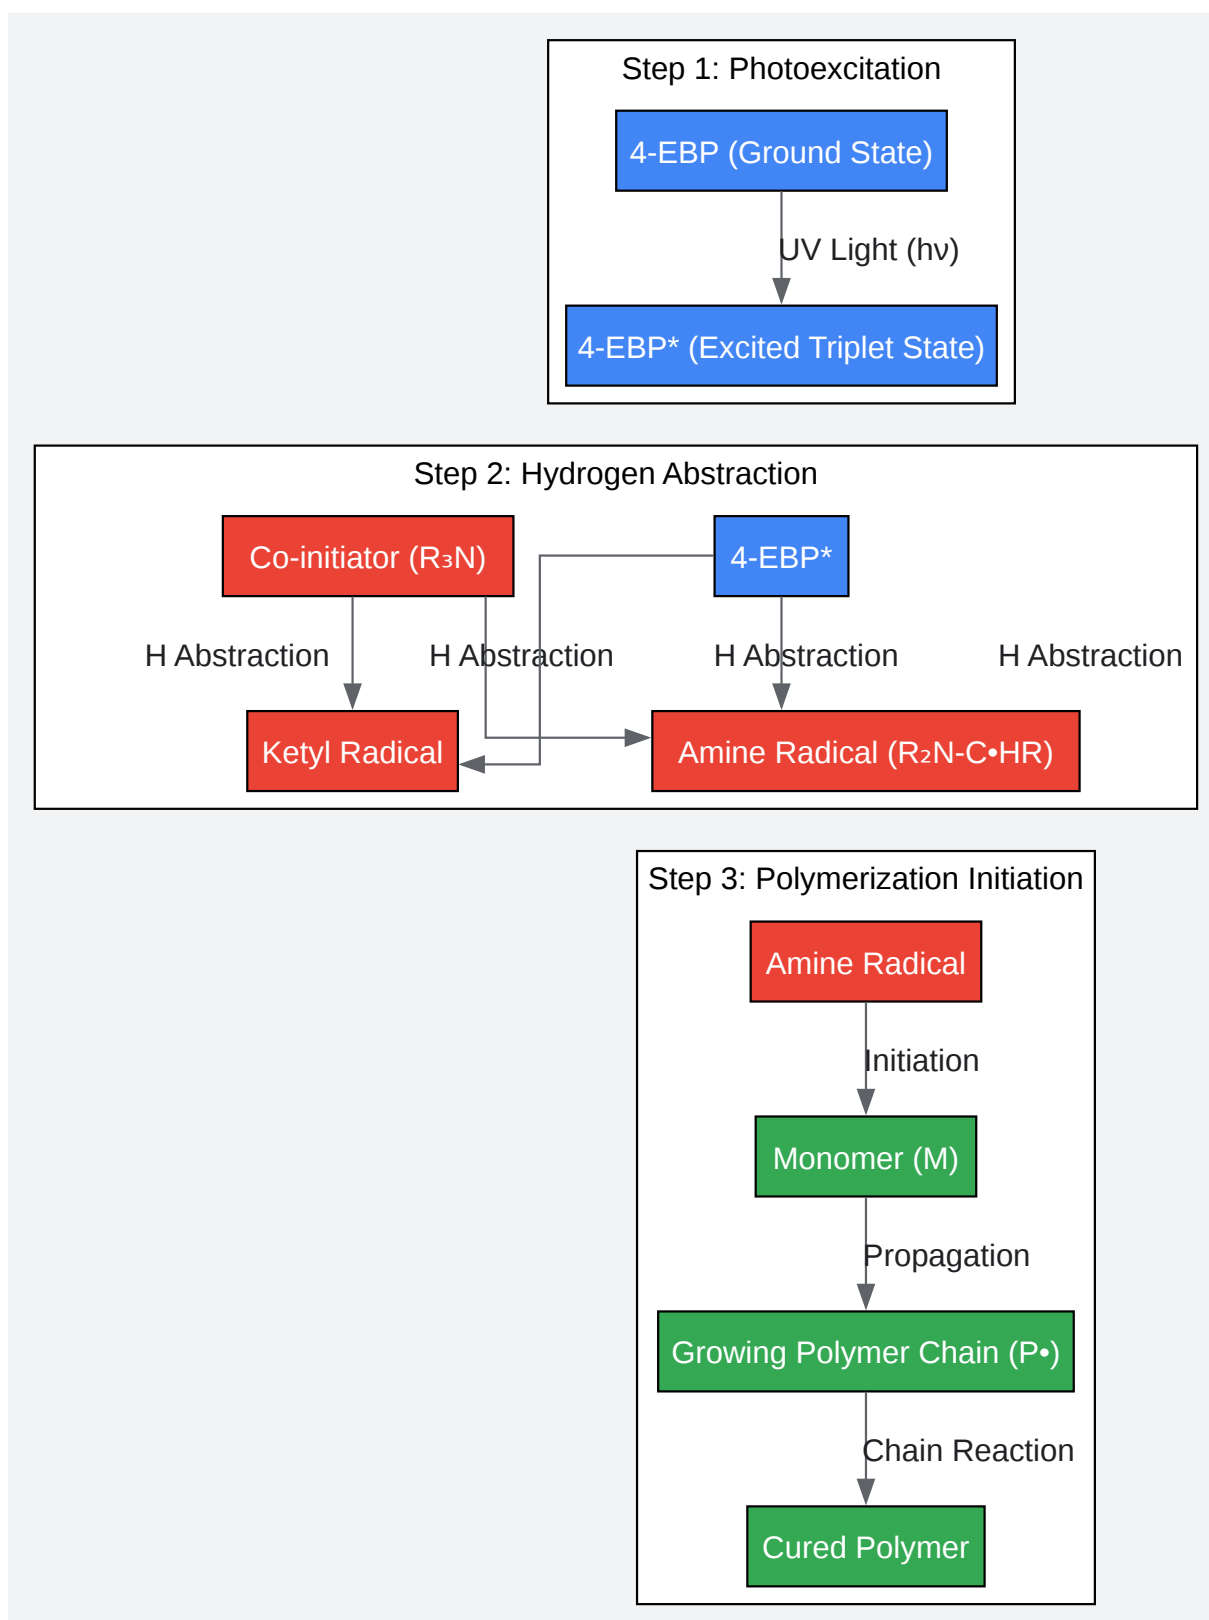 Step 1: Photoexcitation
4-EBP (Ground State)
UV Light (hν)
4-EBP* (Excited Triplet State)
Step 2: Hydrogen Abstraction
Co-initiator (R₃N)
4-EBP*
H Abstraction
H Abstraction
H Abstraction
H Abstraction
Ketyl Radical
Amine Radical (R₂N-C•HR)
Step 3: Polymerization Initiation
Amine Radical
Initiation
Monomer (M)
Propagation
Growing Polymer Chain (P•)
Chain Reaction
Cured Polymer